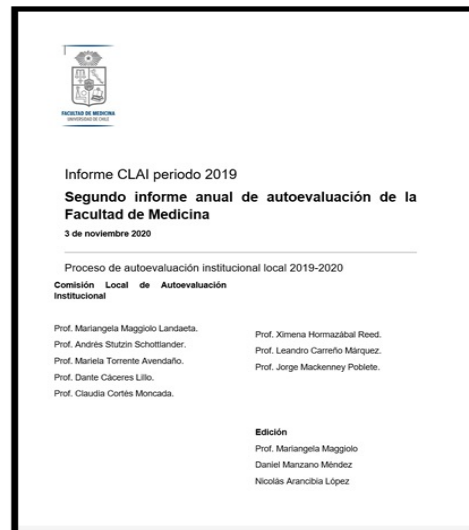 FACULTAD DE MEDICINA
UNIVERSIDAD DE CHILE
Informe CLAI periodo 2019
Segundo informe anual de autoevaluación de la
Facultad de Medicina
3 de noviembre 2020
Proceso de autoevaluación institucional local 2019-2020
Comisión Local de Autoevaluación
Institucional
Prof. Mariangela Maggiolo Landaeta.
Prof. Andrés Stutzin Schottlander.
Prof. Mariela Torrente Avendaño.
Prof. Dante Cáceres Lillo.
Prof. Claudia Cortés Moncada.
Prof. Ximena Hormazábal Reed.
Prof. Leandro Carreño Márquez.
Prof. Jorge Mackenney Poblete.
Edición
Prof. Mariangela Maggiolo
Daniel Manzano Méndez
Nicolás Arancibia López